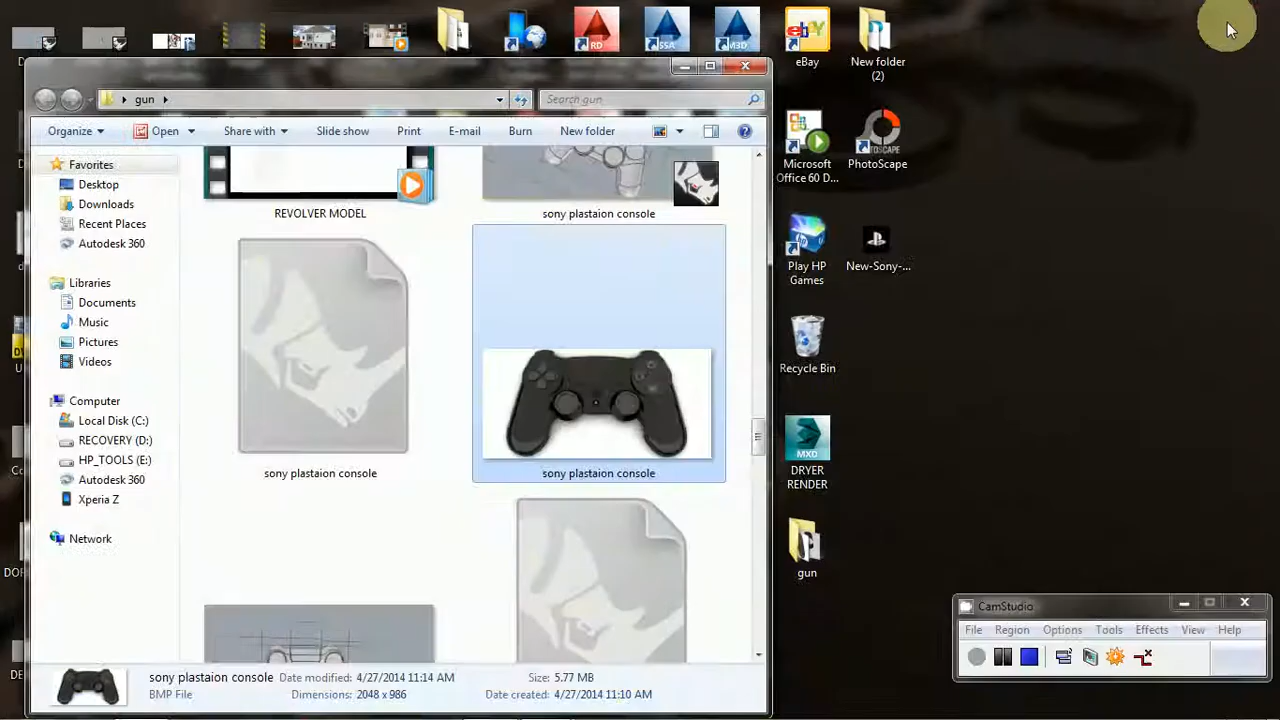 RD
SSA
M3D
eBay
New folder
(2)
gun
Search gun
Organize
Open
Share with
Slide show
Print
E-mail
Burn
New folder
Microsoft
Office 60 D...
PhotoScape
Favorites
Desktop
Downloads
Recent Places
Autodesk 360
REVOLVER MODEL
sony plastaion console
Play HP
Games
New-Sony-...
Libraries
Documents
Music
Pictures
Videos
Recycle Bin
Computer
Local Disk (C:)
RECOVERY (D:)
HP_TOOLS (E:)
Autodesk 360
Xperia Z
sony plastaion console
sony plastaion console
MXD
DRYER
RENDER
Network
gun
CamStudio
File
Region
Options
Tools
Effects
View
Help
sony plastaion console
Date modified: 4/27/2014 11:14 AM
Size: 5.77 MB
BMP File
Dimensions: 2048 x 986
Date created: 4/27/2014 11:10 AM